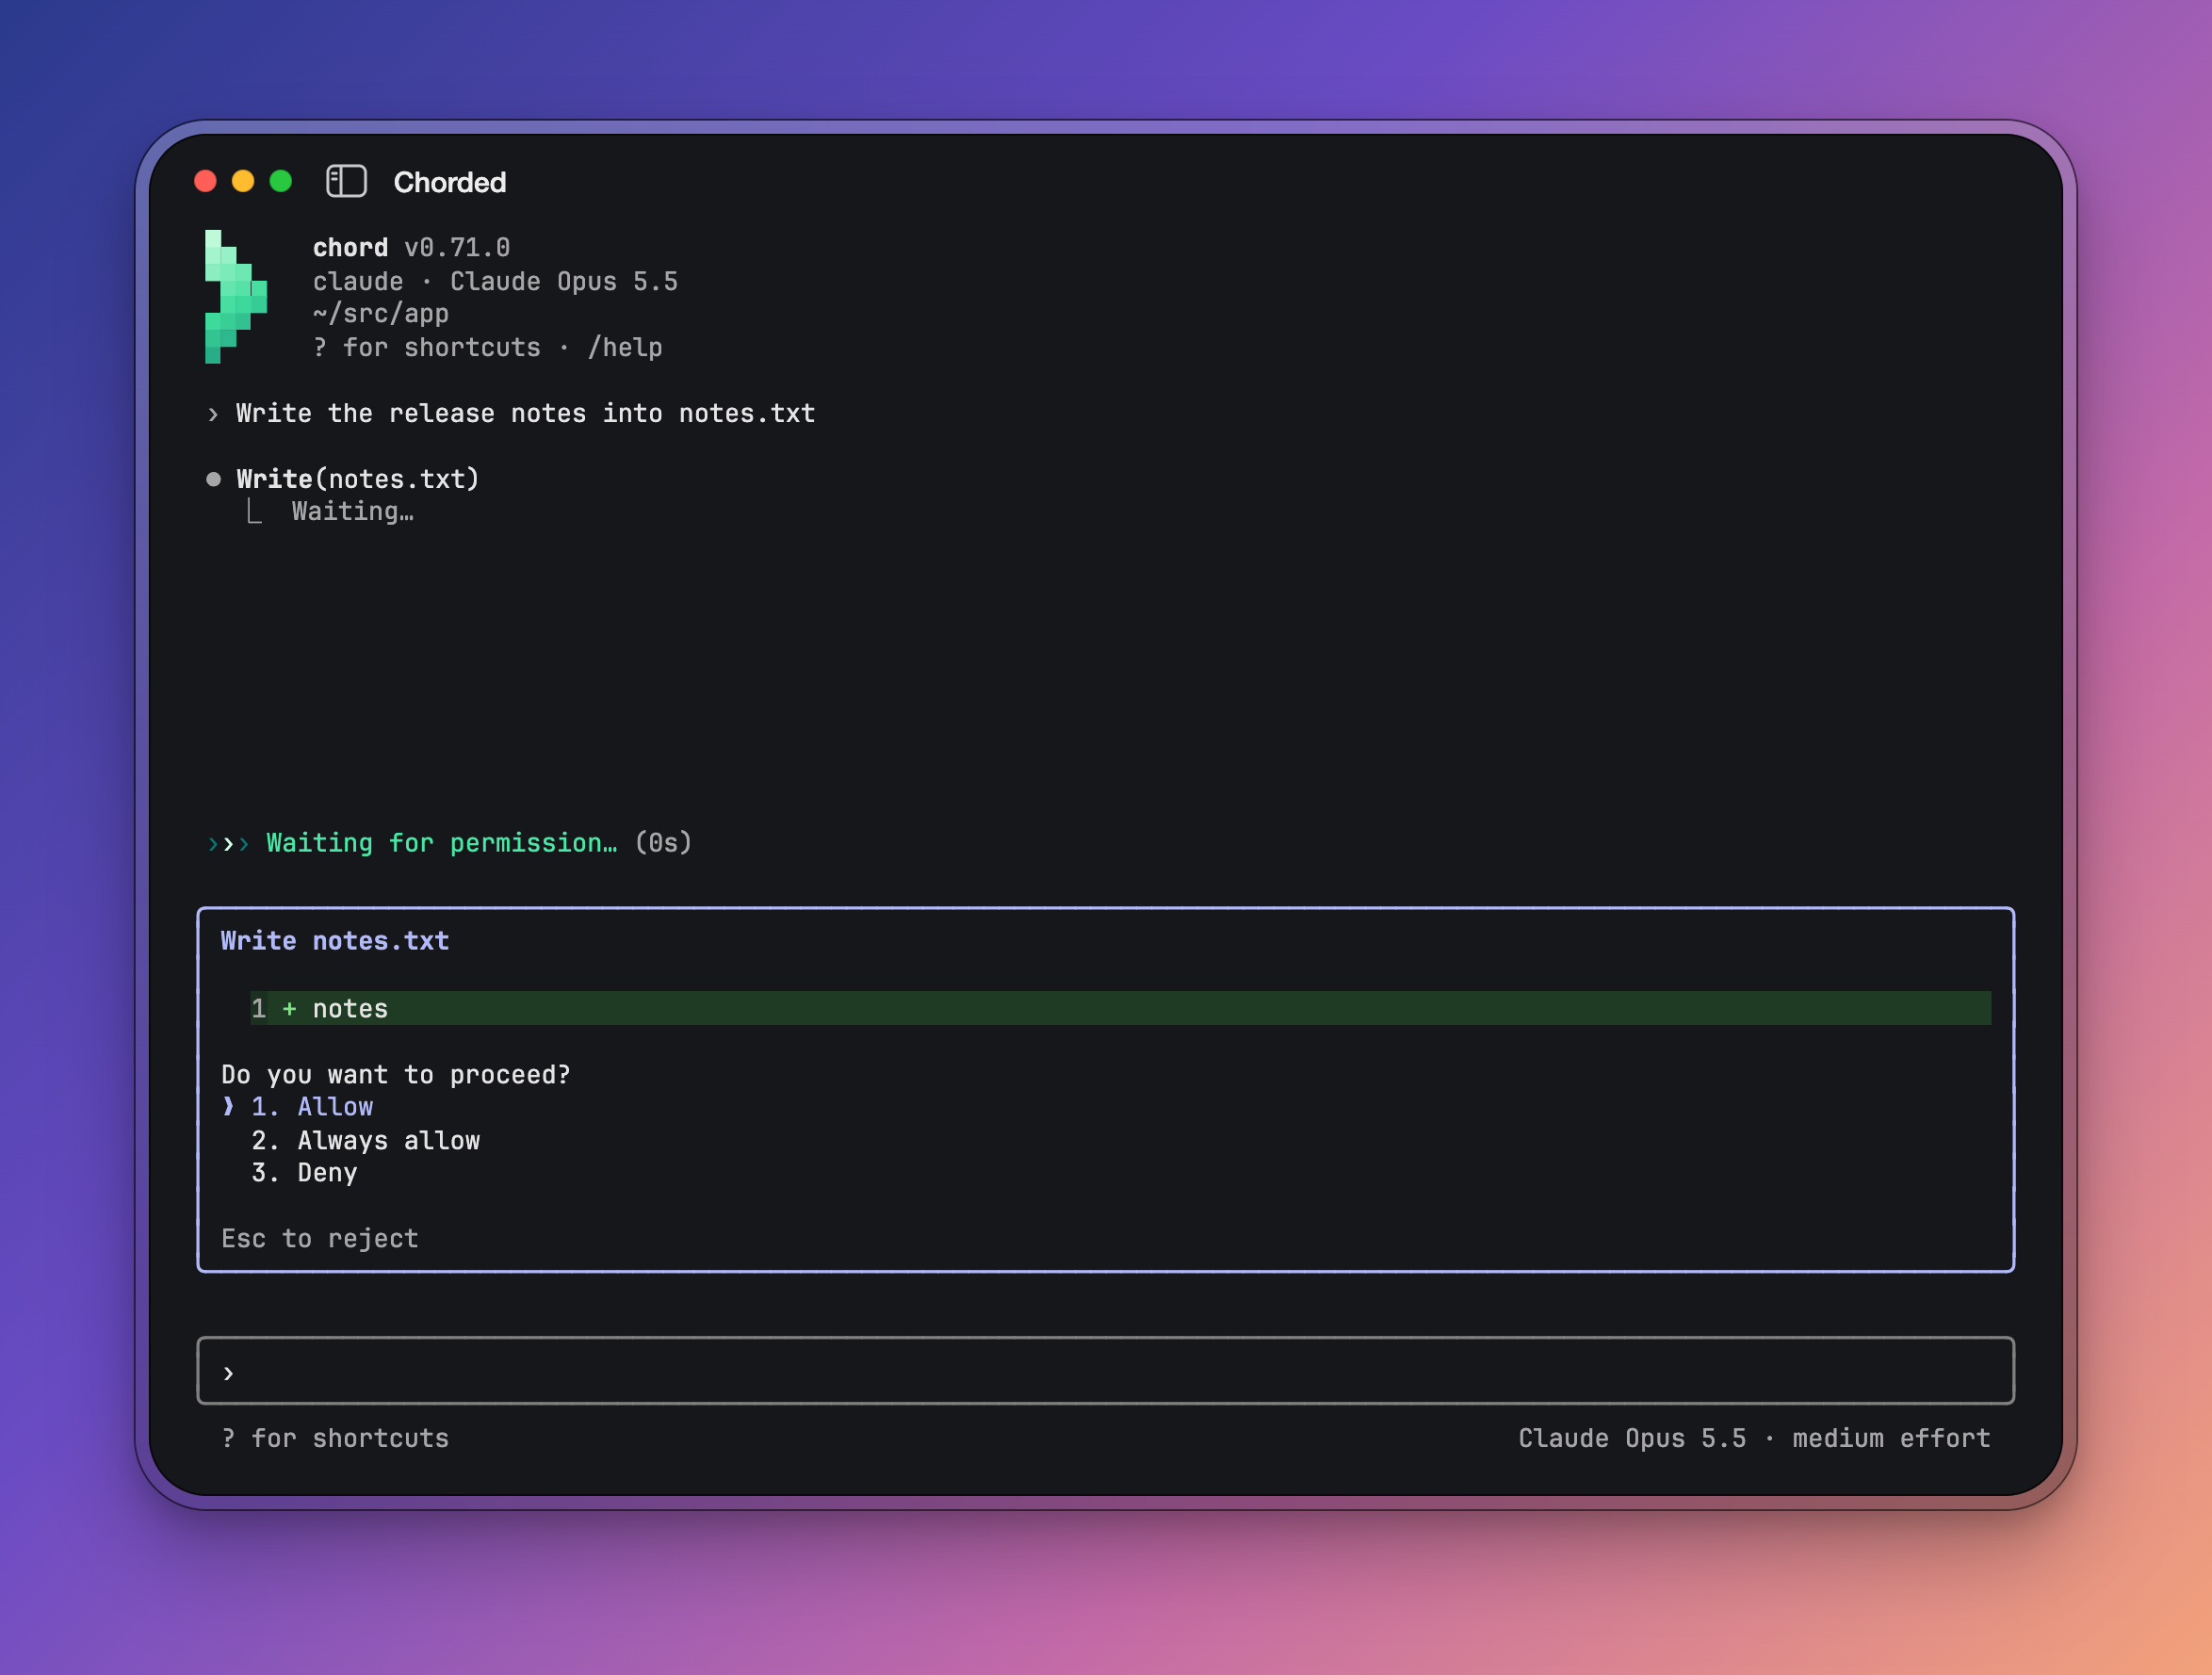 Chorded
chord v0.71.0
claude · Claude Opus 5.5
~/src/app
? for shortcuts · /help
› Write the release notes into notes.txt
● Write(notes.txt)
⎿ Waiting…
››› Waiting for permission… (0s)
Write notes.txt
1 + notes
Do you want to proceed?
❯ 1. Allow
2. Always allow
3. Deny
Esc to reject
›
? for shortcuts
Claude Opus 5.5 · medium effort